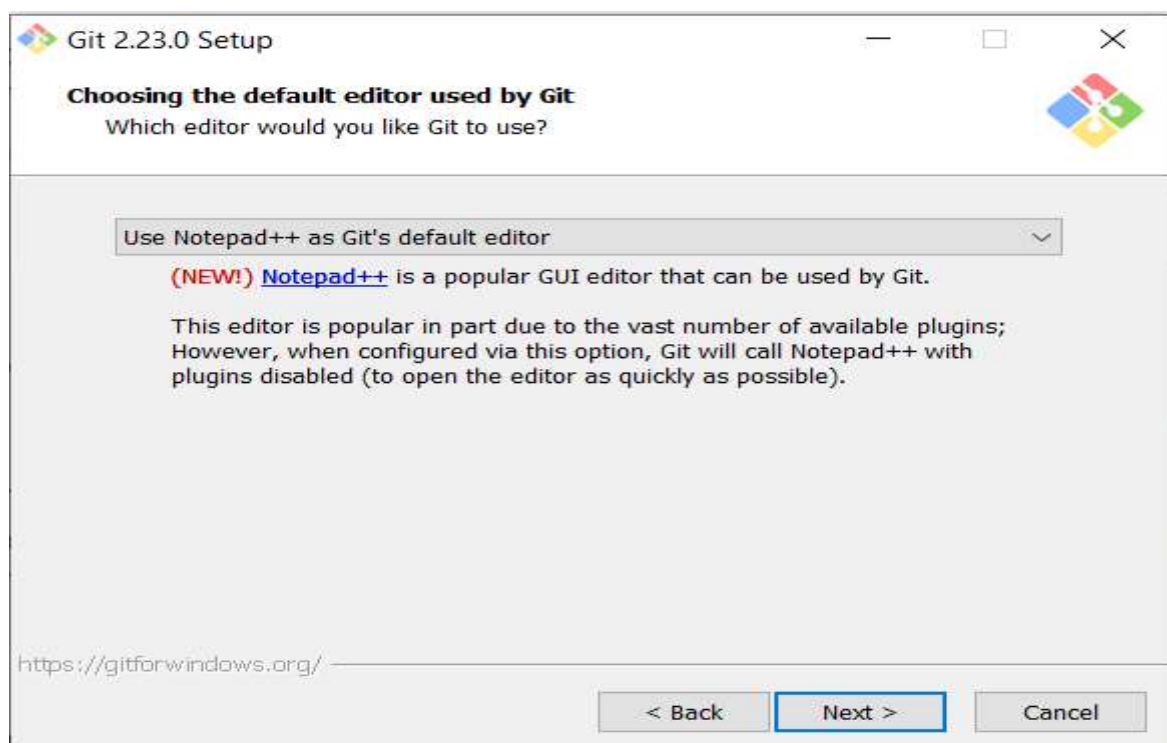 Git 2.23.0 Setup
Choosing the default editor used by Git
Which editor would you like Git to use?
Use Notepad++ as Git's default editor
(NEW!) Notepad++ is a popular GUI editor that can be used by Git.
This editor is popular in part due to the vast number of available plugins;
However, when configured via this option, Git will call Notepad++ with
plugins disabled (to open the editor as quickly as possible).
https://gitforwindows.org/
< Back Next > Cancel